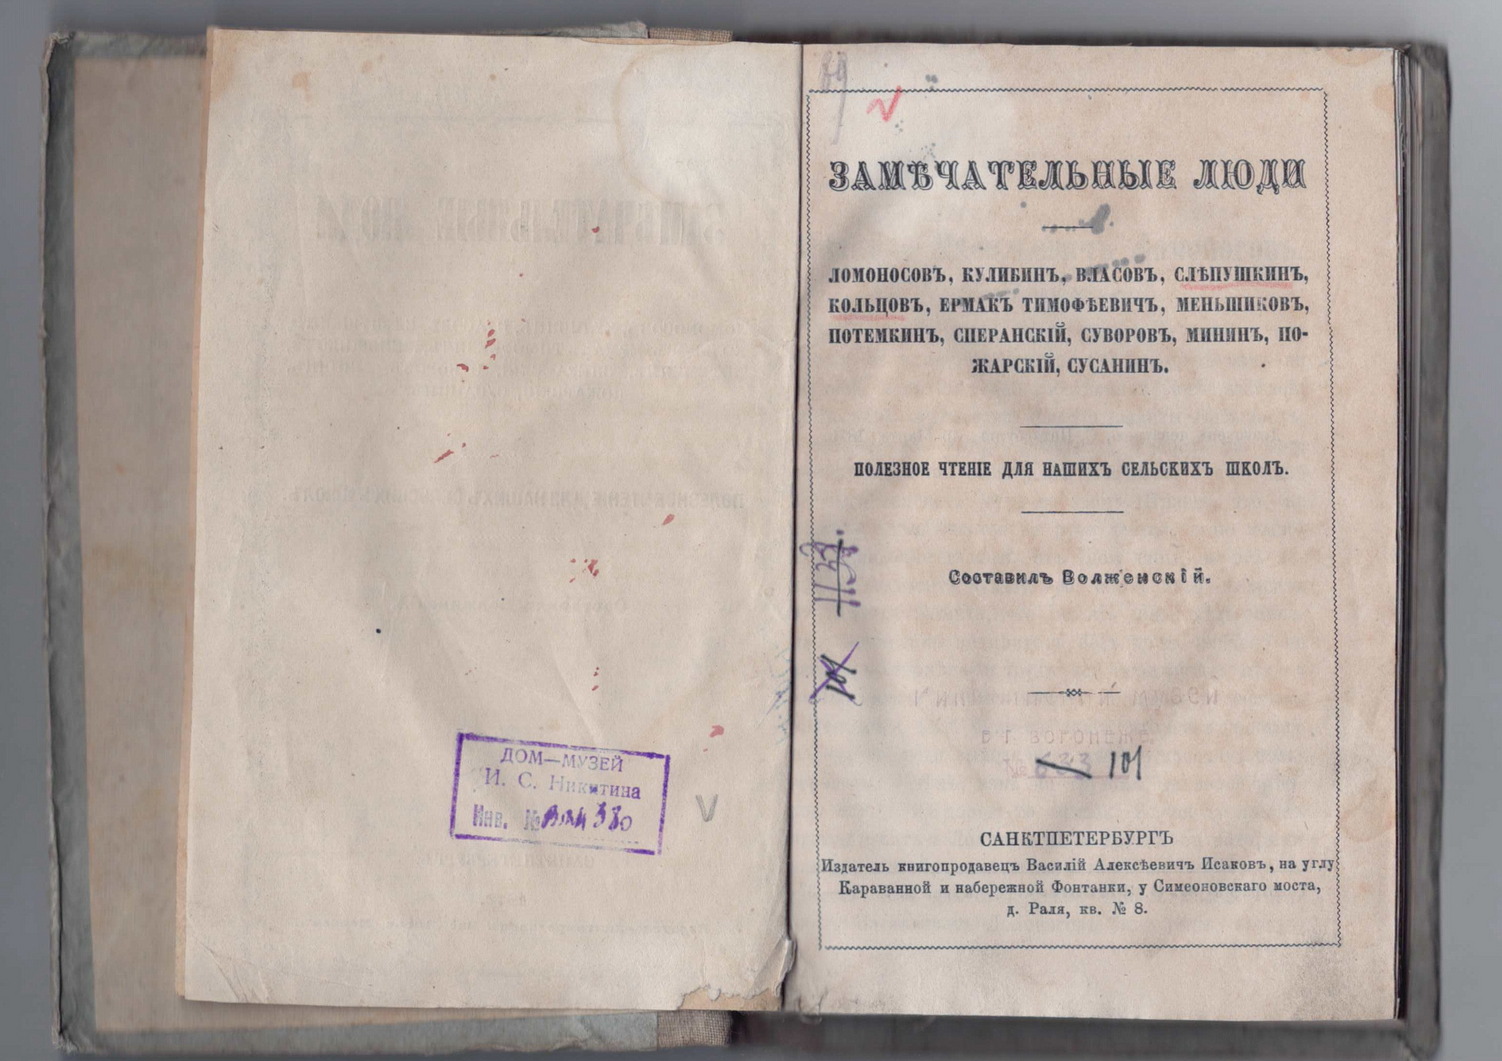 ДОМ—МУЗЕЙ
И. С. Никитина
Инв. №
ЗАМѢЧАТЕЛЬНЫЕ ЛЮДИ
ЛОМОНОСОВЪ, КУЛИБИНЪ, ВЛАСОВЪ, СЛѢПУШКИНЪ,
КОЛЬЦОВЪ, ЕРМАКЪ ТИМОФѢЕВИЧЪ, МЕНЬШИКОВЪ,
ПОТЕМКИНЪ, СПЕРАНСКІЙ, СУВОРОВЪ, МИНИНЪ, ПО-
ЖАРСКІЙ, СУСАНИНЪ.
ПОЛЕЗНОЕ ЧТЕНІЕ ДЛЯ НАШИХЪ СЕЛЬСКИХЪ ШКОЛЪ.
Составилъ Волженскій.
101
САНКТПЕТЕРБУРГЪ
Издатель книгопродавецъ Василій Алексѣевичъ Исаковъ, на углу
Караванной и набережной Фонтанки, у Симеоновскаго моста,
д. Раля, кв. № 8.